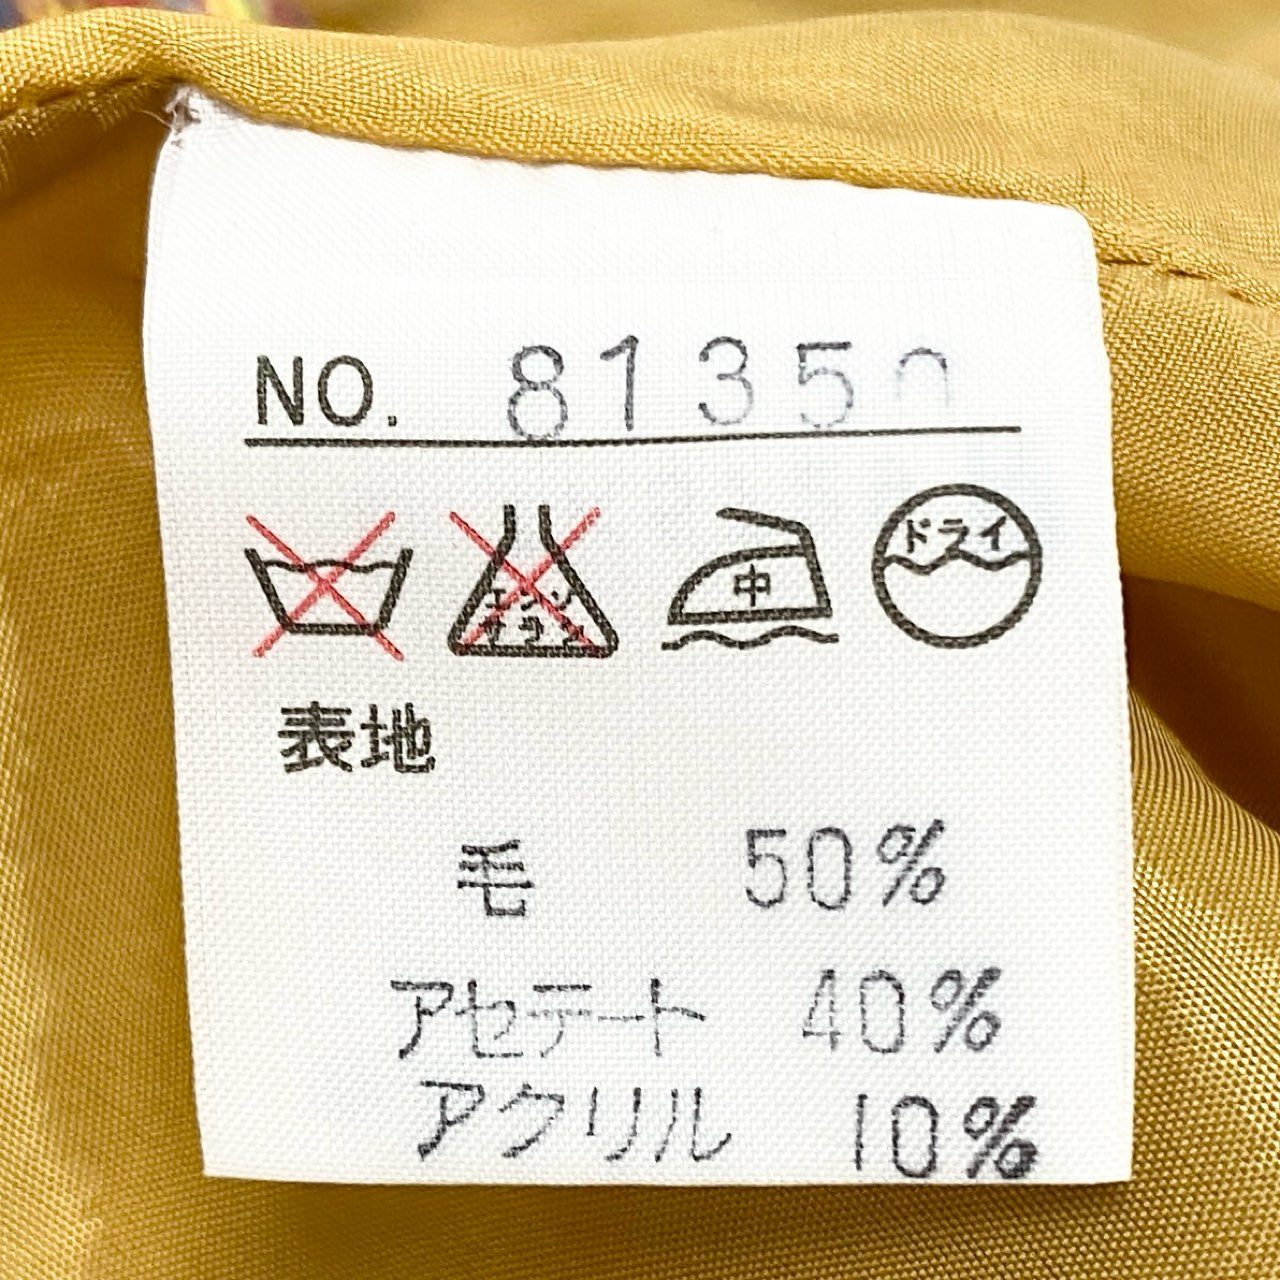 NO. 8135
中 ドライ
表地
毛 50%
アセテート 40%
アクリル 10%